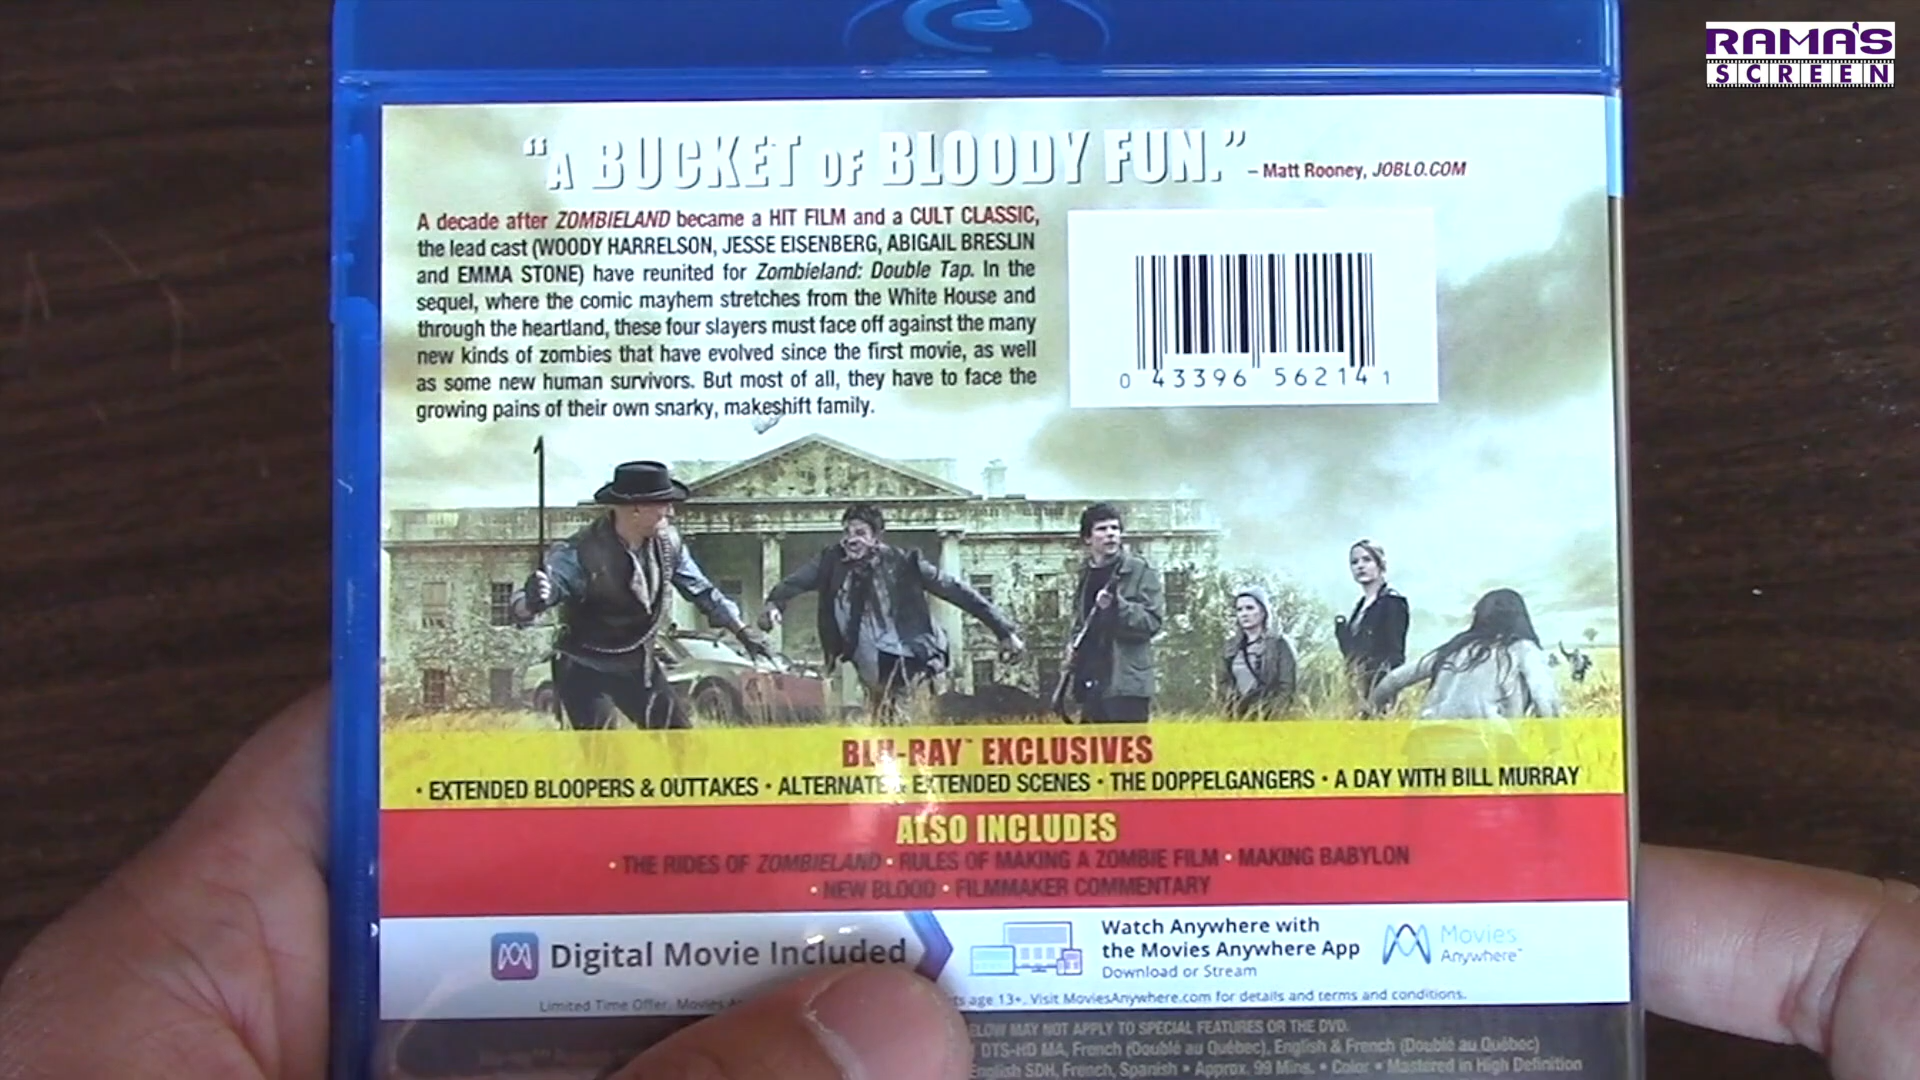 RAMA'S
SCREEN
"A BUCKET OF BLOODY FUN."
– Matt Rooney, JOBLO.COM
A decade after ZOMBIELAND became a HIT FILM and a CULT CLASSIC,
the lead cast (WOODY HARRELSON, JESSE EISENBERG, ABIGAIL BRESLIN
and EMMA STONE) have reunited for Zombieland: Double Tap. In the
sequel, where the comic mayhem stretches from the White House and
through the heartland, these four slayers must face off against the many
new kinds of zombies that have evolved since the first movie, as well
as some new human survivors. But most of all, they have to face the
growing pains of their own snarky, makeshift family.
0 43396 56214 1
BLU-RAY™ EXCLUSIVES
• EXTENDED BLOOPERS & OUTTAKES • ALTERNATE & EXTENDED SCENES • THE DOPPELGANGERS • A DAY WITH BILL MURRAY
ALSO INCLUDES
• THE RIDES OF ZOMBIELAND • RULES OF MAKING A ZOMBIE FILM • MAKING BABYLON
• NEW BLOOD • FILMMAKER COMMENTARY
Digital Movie Included
Watch Anywhere with
the Movies Anywhere App
Download or Stream
Movies
Anywhere™
Limited Time Offer. Movies age 13+. Visit MoviesAnywhere.com for details and terms and conditions.
MAY NOT APPLY TO SPECIAL FEATURES OR THE DVD.
DTS-HD MA, French (Doublé au Québec), English & French (Doublé au Québec)
English SDH, French, Spanish • Approx. 99 Mins. • Color • Mastered in High Definition